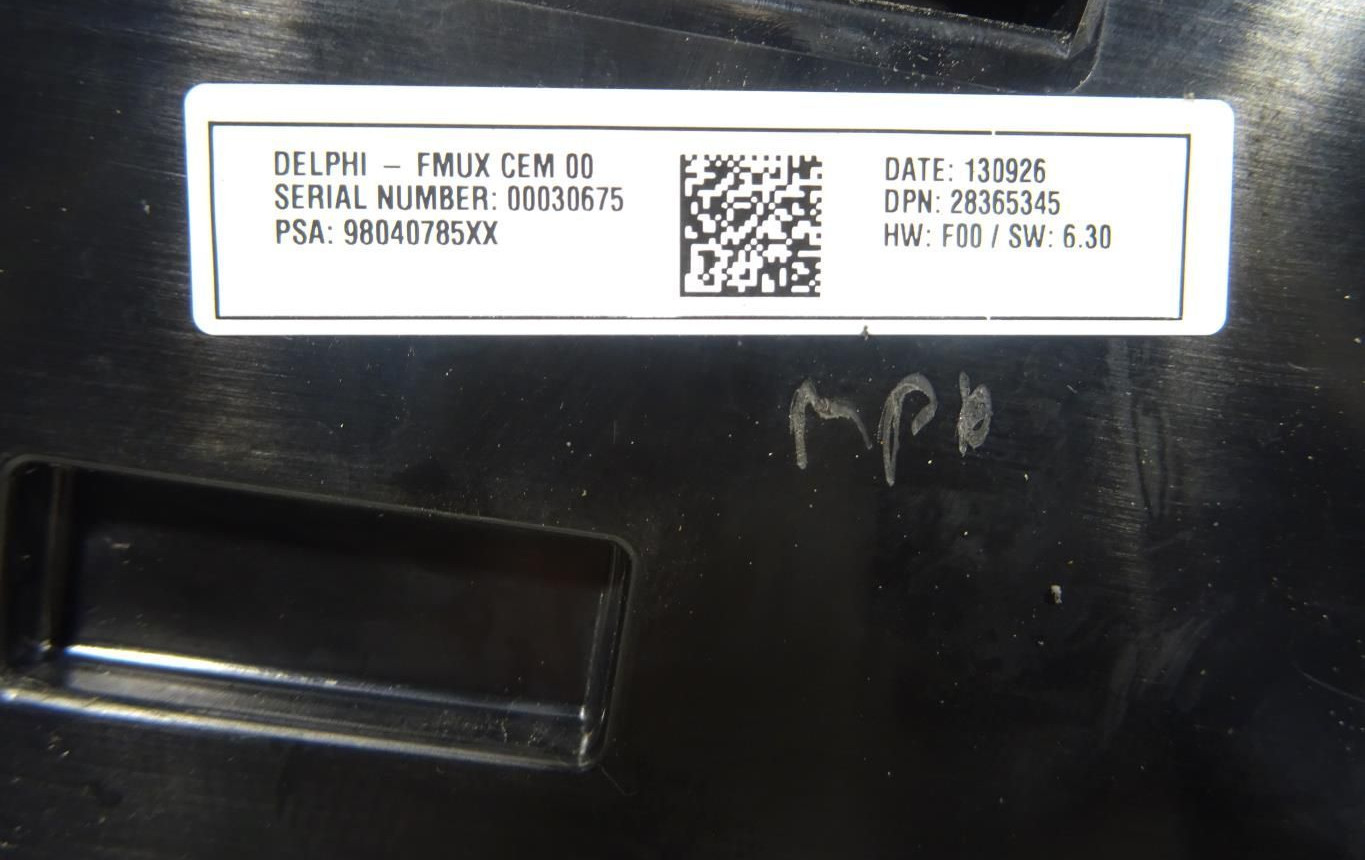 DELPHI – FMUX CEM 00
SERIAL NUMBER: 00030675
PSA: 98040785XX
DATE: 130926
DPN: 28365345
HW: F00 / SW: 6.30